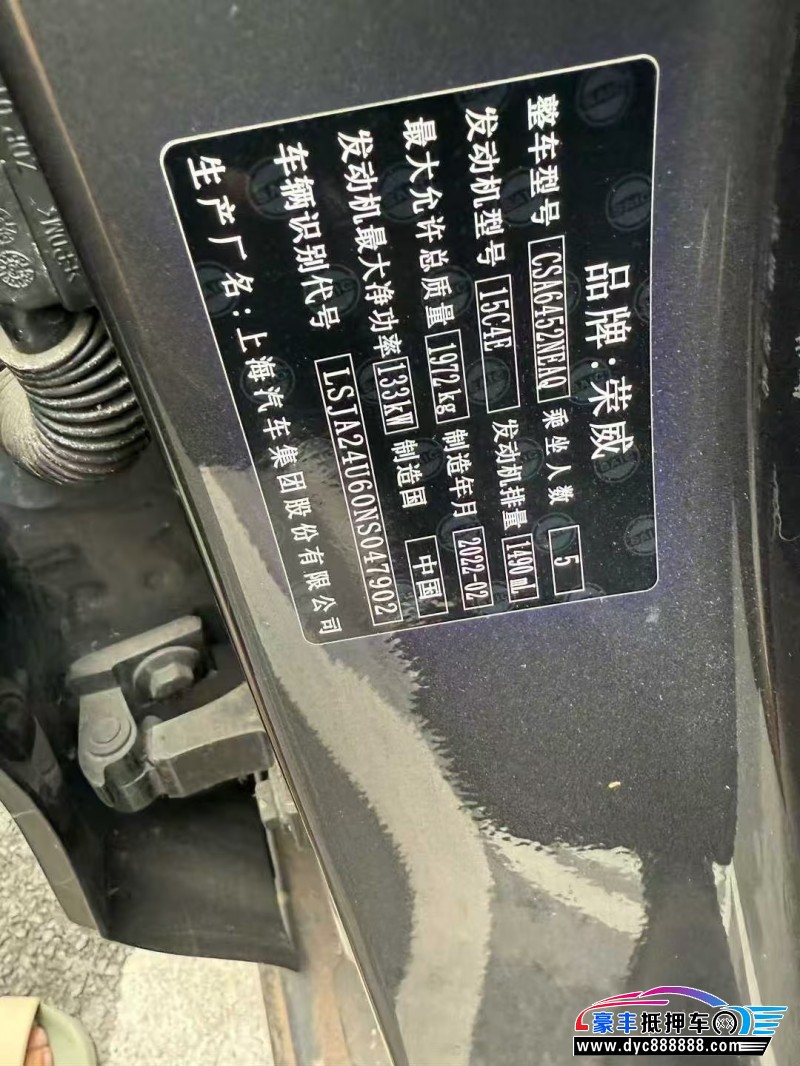 品牌:荣威
整车型号 CSA6452NEAQ 乘坐人数 5
发动机型号 15C4E 发动机排量 1490mL
最大允许总质量 1972kg 制造年月 2022-02
发动机最大净功率 133kW 制造国 中国
车辆识别代号 LSJA24U60NS047902
生产厂名:上海汽车集团股份有限公司
豪丰抵押车网
www.dyc888888.com